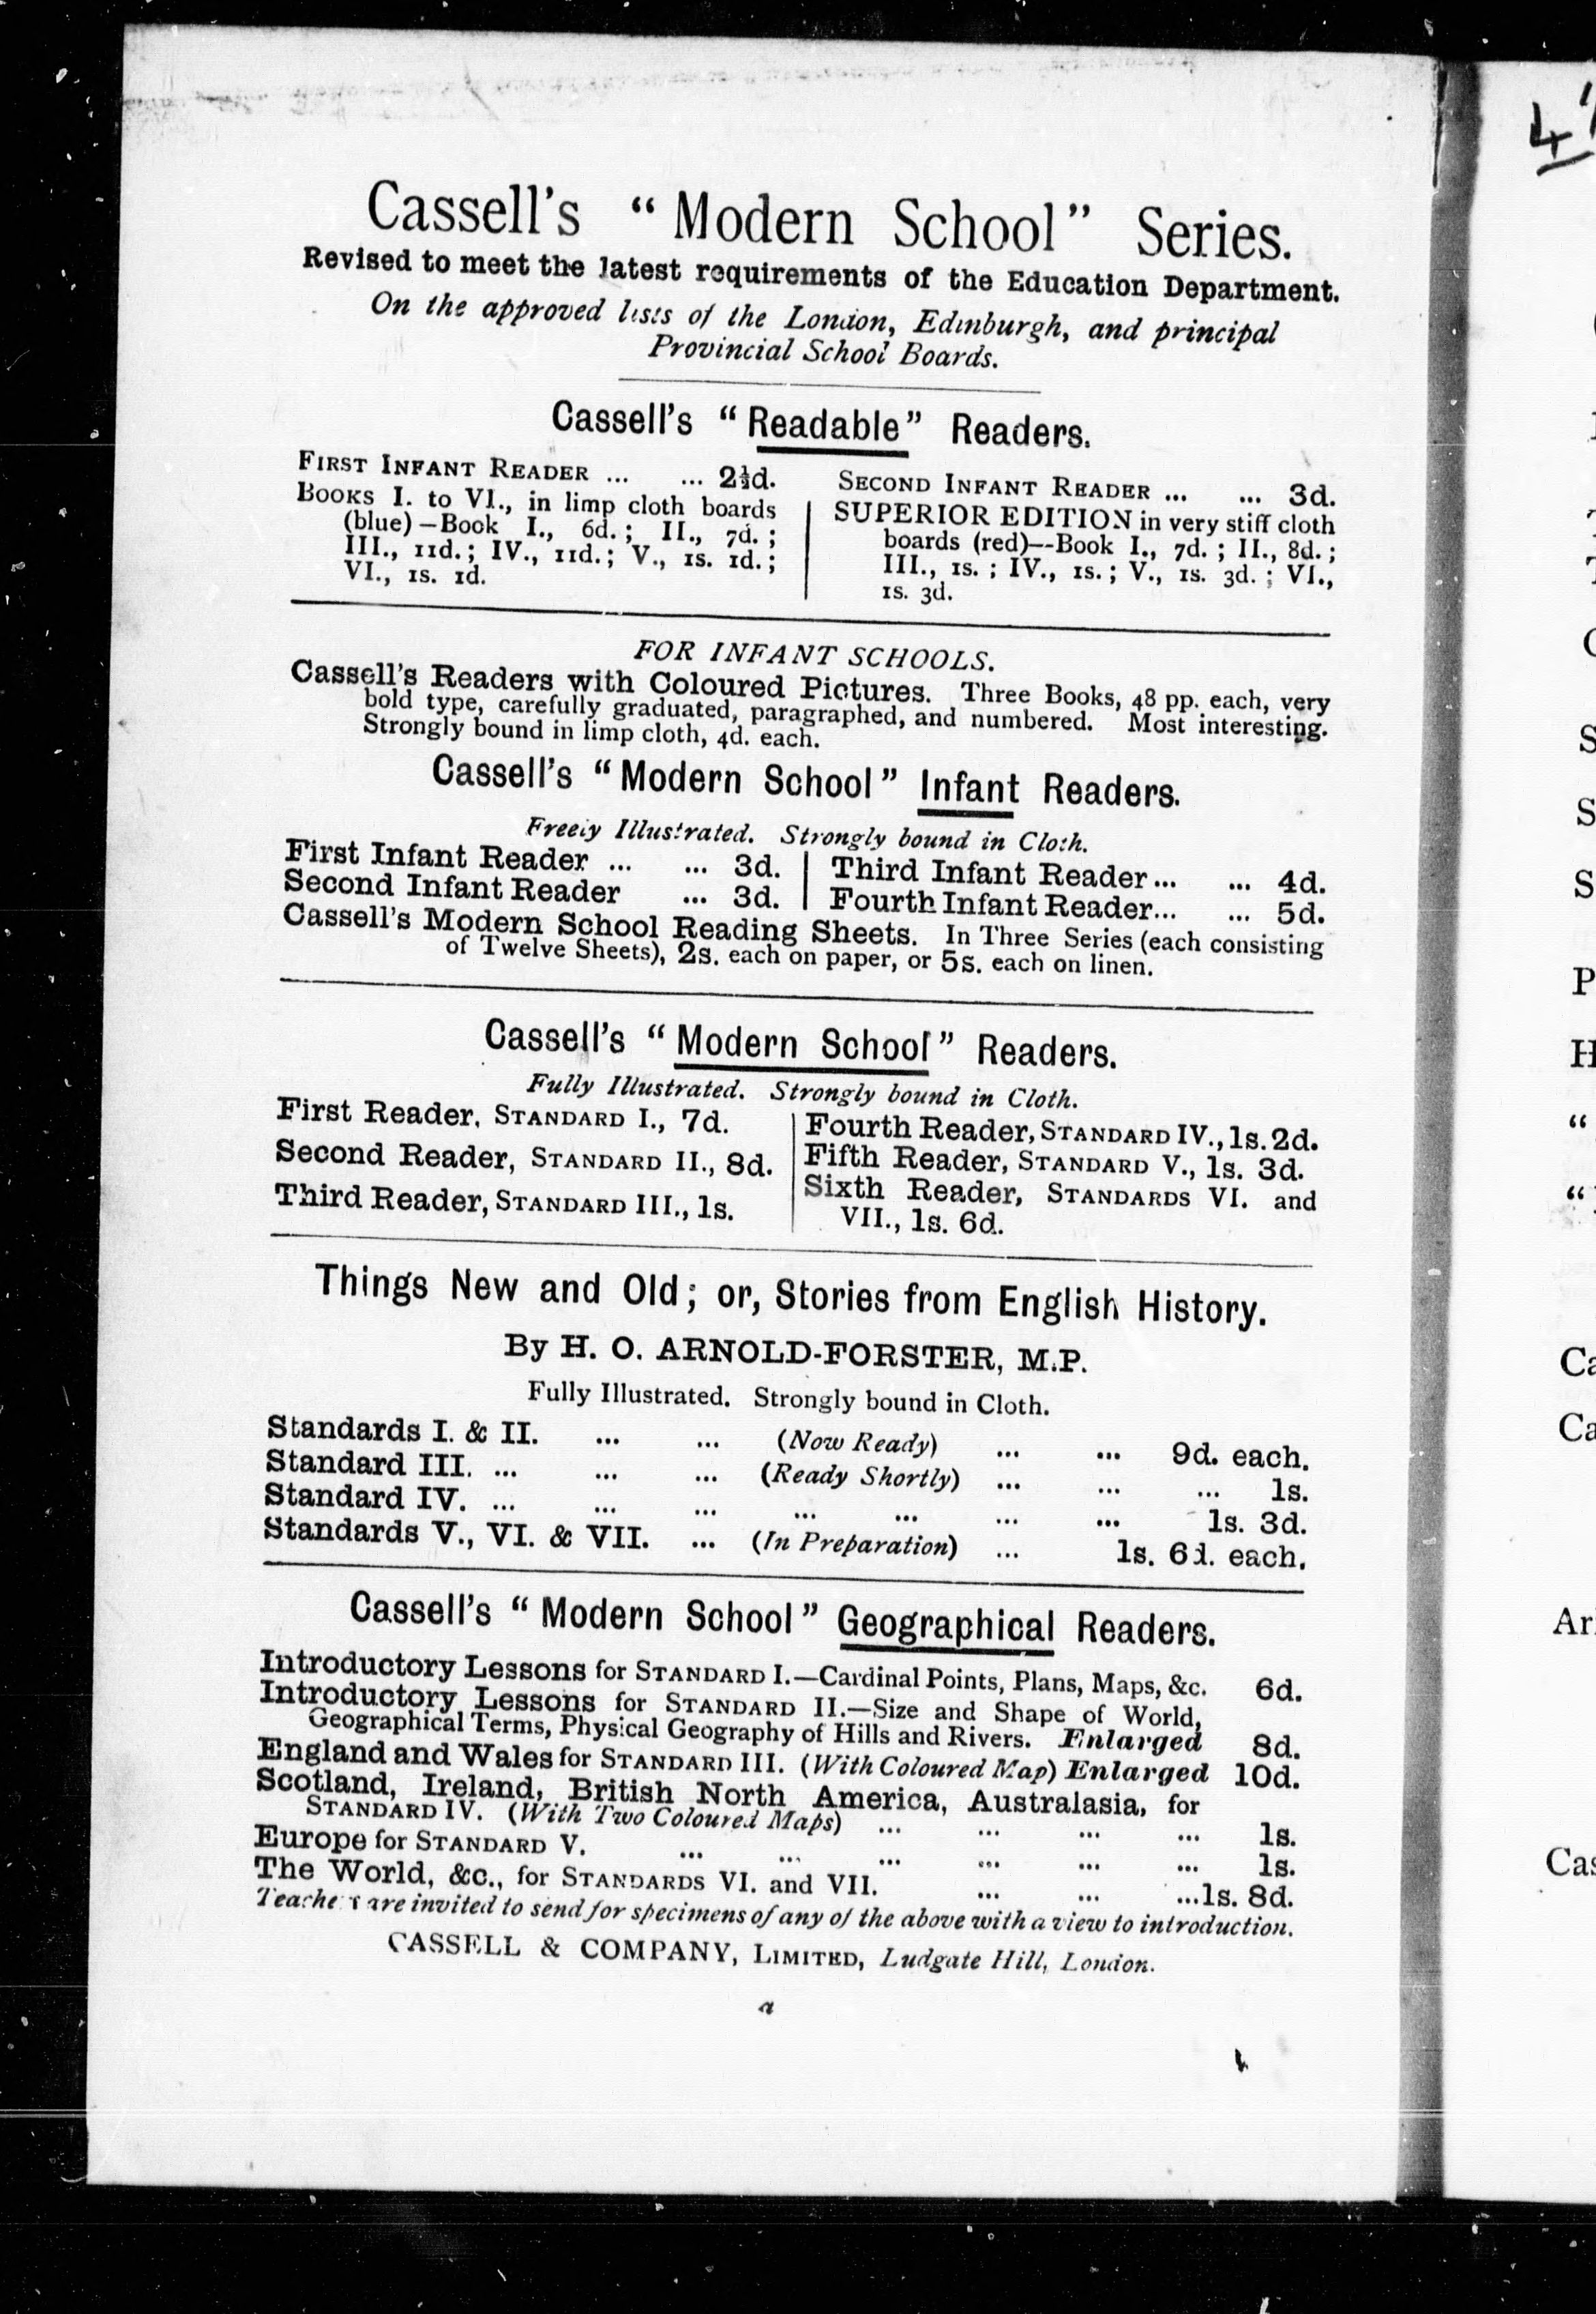 Cassell's "Modern School" Series.
Revised to meet the latest requirements of the Education Department.
On the approved lists of the London, Edinburgh, and principal
Provincial School Boards.
Cassell's "Readable" Readers.
FIRST INFANT READER ... ... 2½d.
BOOKS I. to VI., in limp cloth boards
(blue)—Book I., 6d.; II., 7d.;
III., 11d.; IV., 11d.; V., 1s. 1d.;
VI., 1s. 1d.
SECOND INFANT READER ... ... 3d.
SUPERIOR EDITION in very stiff cloth
boards (red)—Book I., 7d.; II., 8d.;
III., 1s.; IV., 1s.; V., 1s. 3d.; VI.,
1s. 3d.
FOR INFANT SCHOOLS.
Cassell's Readers with Coloured Pictures. Three Books, 48 pp. each, very
bold type, carefully graduated, paragraphed, and numbered. Most interesting.
Strongly bound in limp cloth, 4d. each.
Cassell's "Modern School" Infant Readers.
Freely Illustrated. Strongly bound in Cloth.
First Infant Reader ... ... 3d.
Second Infant Reader ... 3d.
Third Infant Reader... ... 4d.
Fourth Infant Reader... ... 5d.
Cassell's Modern School Reading Sheets. In Three Series (each consisting
of Twelve Sheets), 2s. each on paper, or 5s. each on linen.
Cassell's "Modern School" Readers.
Fully Illustrated. Strongly bound in Cloth.
First Reader, STANDARD I., 7d.
Second Reader, STANDARD II., 8d.
Third Reader, STANDARD III., 1s.
Fourth Reader, STANDARD IV., 1s. 2d.
Fifth Reader, STANDARD V., 1s. 3d.
Sixth Reader, STANDARDS VI. and
VII., 1s. 6d.
Things New and Old; or, Stories from English History.
By H. O. ARNOLD-FORSTER, M.P.
Fully Illustrated. Strongly bound in Cloth.
Standards I. & II. ... ... (Now Ready) ... ... 9d. each.
Standard III. ... ... ... (Ready Shortly) ... ... ... 1s.
Standard IV. ... ... ... ... ... ... ... 1s. 3d.
Standards V., VI. & VII. ... (In Preparation) ... 1s. 6d. each.
Cassell's "Modern School" Geographical Readers.
Introductory Lessons for STANDARD I.—Cardinal Points, Plans, Maps, &c. 6d.
Introductory Lessons for STANDARD II.—Size and Shape of World,
Geographical Terms, Physical Geography of Hills and Rivers. Enlarged 8d.
England and Wales for STANDARD III. (With Coloured Map) Enlarged 10d.
Scotland, Ireland, British North America, Australasia, for
STANDARD IV. (With Two Coloured Maps) ... ... ... ... 1s.
Europe for STANDARD V. ... ... ... ... ... ... 1s.
The World, &c., for STANDARDS VI. and VII. ... ... ...1s. 8d.
Teachers are invited to send for specimens of any of the above with a view to introduction.
CASSELL & COMPANY, LIMITED, Ludgate Hill, London.
a